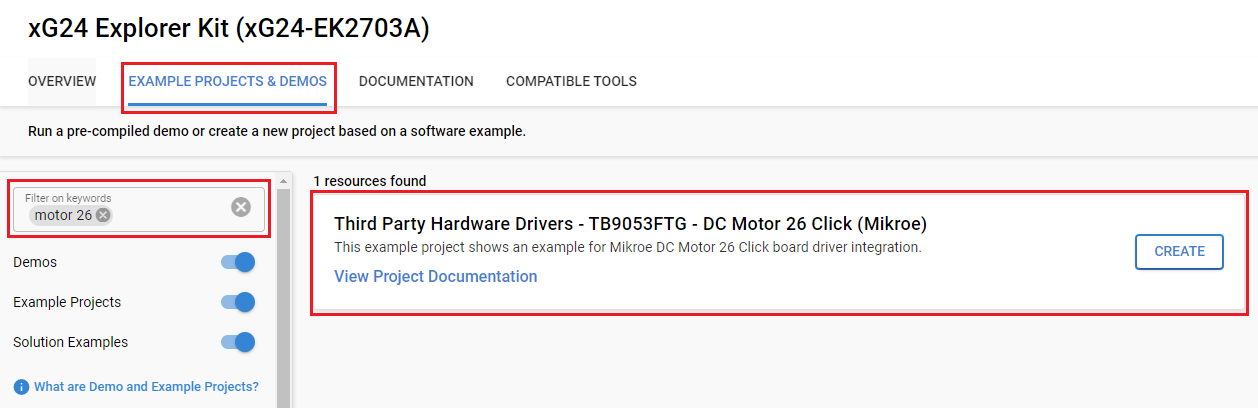 xG24 Explorer Kit (xG24-EK2703A)
OVERVIEW EXAMPLE PROJECTS & DEMOS DOCUMENTATION COMPATIBLE TOOLS
Run a pre-compiled demo or create a new project based on a software example.
Filter on keywords
motor 26
Demos
Example Projects
Solution Examples
What are Demo and Example Projects?
1 resources found
Third Party Hardware Drivers - TB9053FTG - DC Motor 26 Click (Mikroe)
This example project shows an example for Mikroe DC Motor 26 Click board driver integration.
View Project Documentation
CREATE